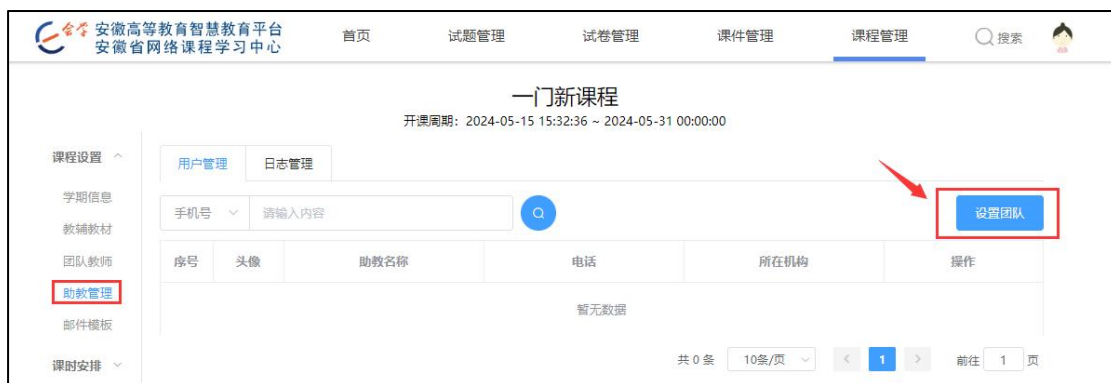 会学 安徽高等教育智慧教育平台
安徽省网络课程学习中心
首页 试题管理 试卷管理 课件管理 课程管理 搜索
一门新课程
开课周期：2024-05-15 15:32:36 ~ 2024-05-31 00:00:00
课程设置
学期信息
教辅教材
团队教师
助教管理
邮件模板
课时安排
用户管理 日志管理
手机号 请输入内容 设置团队
序号 头像 助教名称 电话 所在机构 操作
暂无数据
共 0 条 10条/页 < 1 > 前往 1 页